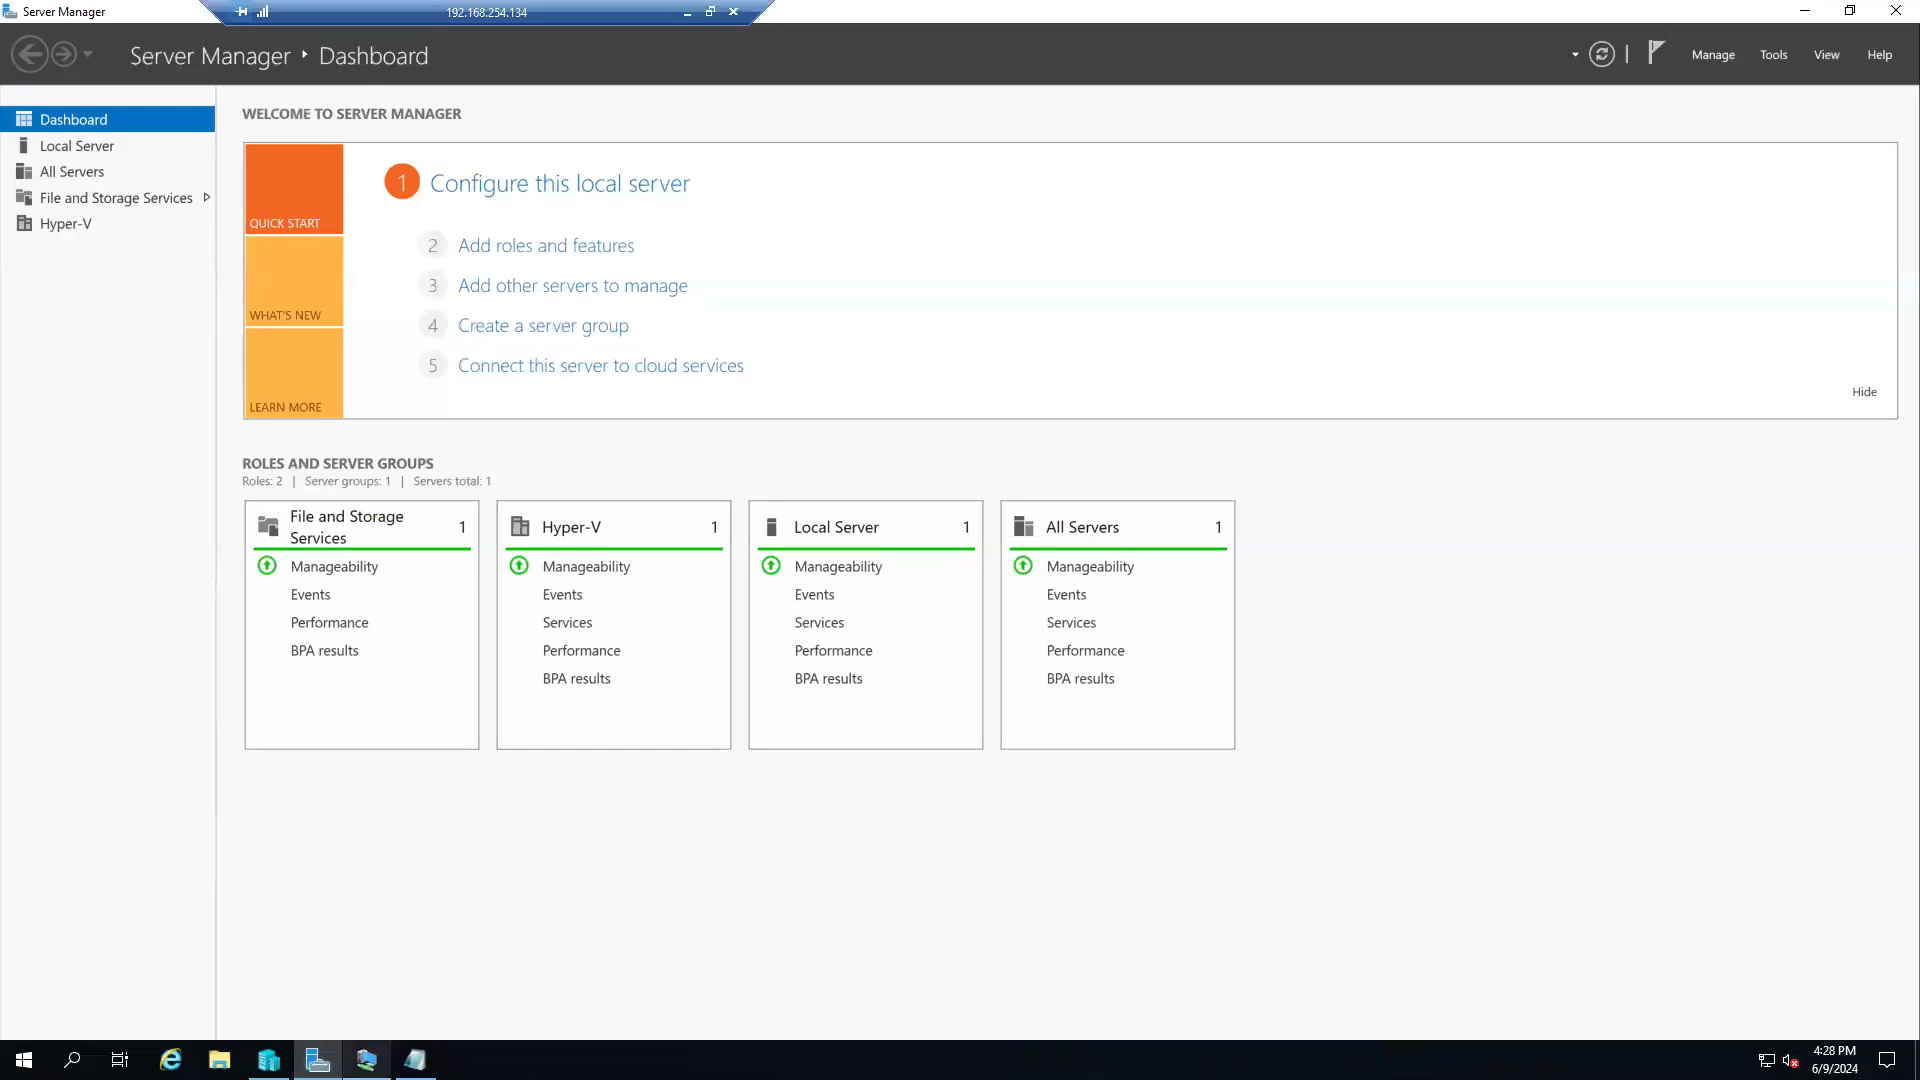 Server Manager
192.168.254.134
Server Manager Dashboard
Manage Tools View Help
Dashboard
Local Server
All Servers
File and Storage Services
Hyper-V
WELCOME TO SERVER MANAGER
QUICK START
WHAT'S NEW
LEARN MORE
1 Configure this local server
2 Add roles and features
3 Add other servers to manage
4 Create a server group
5 Connect this server to cloud services
Hide
ROLES AND SERVER GROUPS
Roles: 2 | Server groups: 1 | Servers total: 1
File and Storage
Services 1
Manageability
Events
Performance
BPA results
Hyper-V 1
Manageability
Events
Services
Performance
BPA results
Local Server 1
Manageability
Events
Services
Performance
BPA results
All Servers 1
Manageability
Events
Services
Performance
BPA results
4:28 PM
6/9/2024